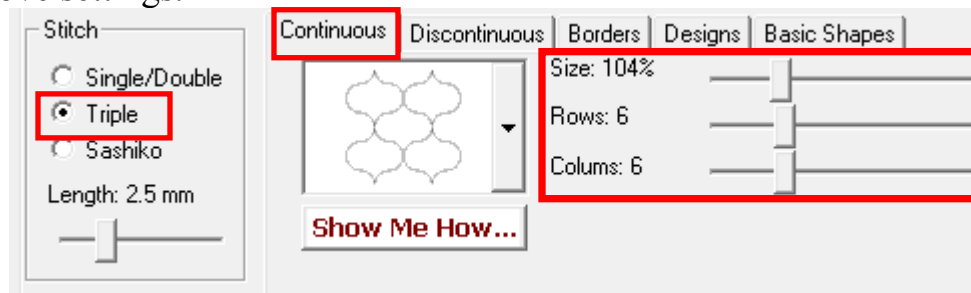 Stitch
Single/Double
Triple
Sashiko
Length: 2.5 mm
Continuous Discontinuous Borders Designs Basic Shapes
Size: 104%
Rows: 6
Colums: 6
Show Me How...